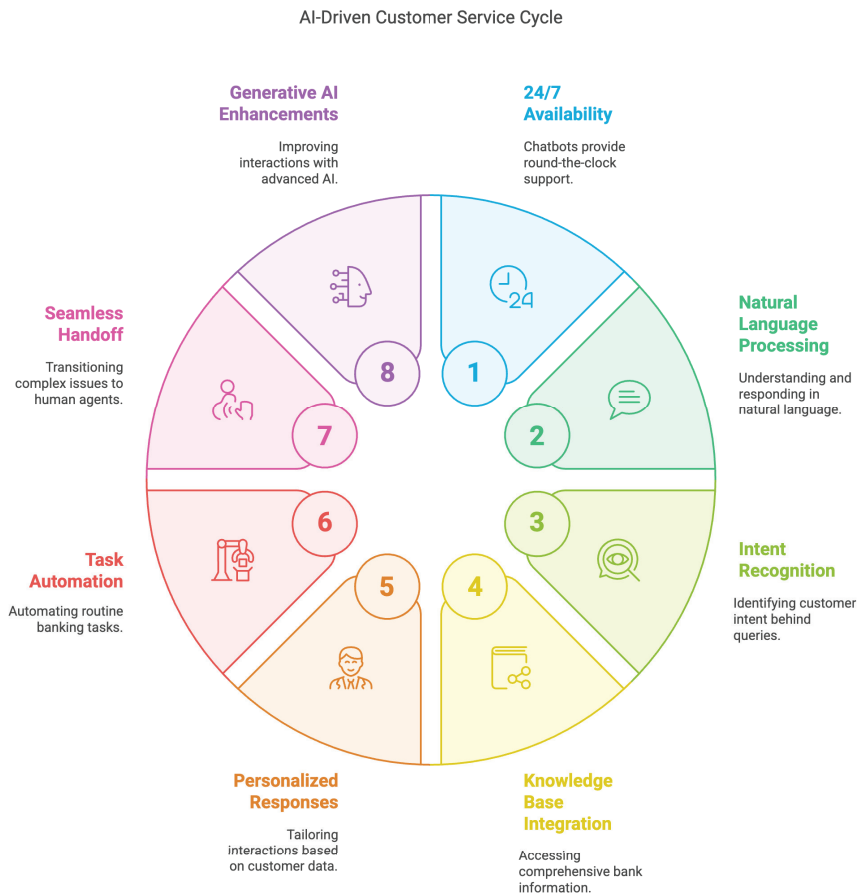 AI-Driven Customer Service Cycle
Generative AI
Enhancements
Improving
interactions with
advanced AI.
24/7
Availability
Chatbots provide
round-the-clock
support.
24
8
1
Seamless
Handoff
Transitioning
complex issues to
human agents.
7
Natural
Language
Processing
Understanding and
responding in
natural language.
2
Task
Automation
Automating routine
banking tasks.
6
Intent
Recognition
Identifying customer
intent behind
queries.
3
5
4
Personalized
Responses
Tailoring
interactions based
on customer data.
Knowledge
Base
Integration
Accessing
comprehensive bank
information.